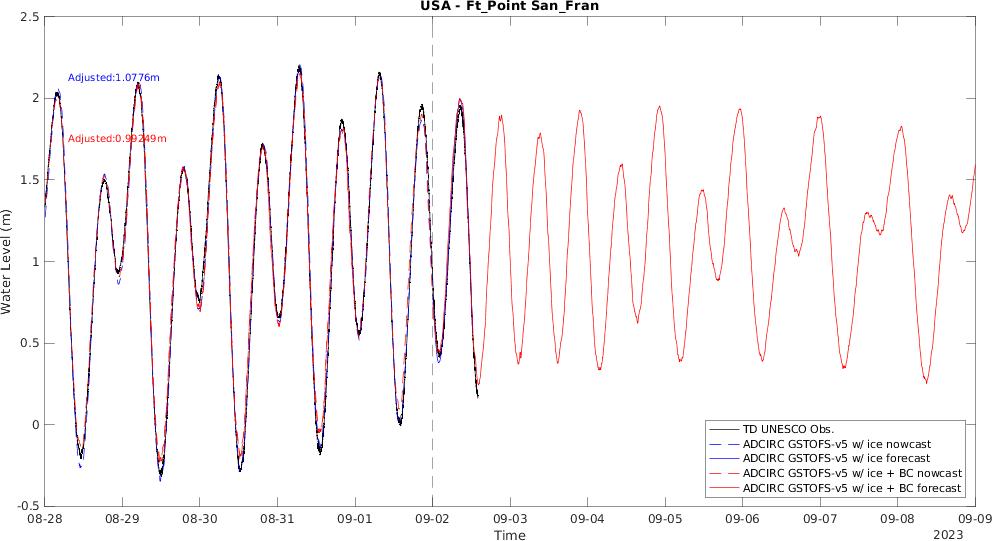 USA - Ft_Point San_Fran
2.5
2
1.5
1
0.5
0
-0.5
Water Level (m)
Adjusted:1.0776m
Adjusted:0.99249m
TD UNESCO Obs.
ADCIRC GSTOFS-v5 w/ ice nowcast
ADCIRC GSTOFS-v5 w/ ice forecast
ADCIRC GSTOFS-v5 w/ ice + BC nowcast
ADCIRC GSTOFS-v5 w/ ice + BC forecast
08-28 08-29 08-30 08-31 09-01 09-02 09-03 09-04 09-05 09-06 09-07 09-08 09-09
Time
2023